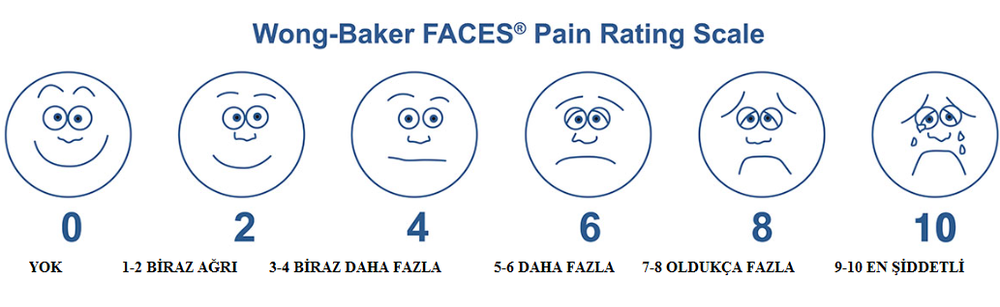 Wong-Baker FACES® Pain Rating Scale
0 2 4 6 8 10
YOK 1-2 BİRAZ AĞRI 3-4 BİRAZ DAHA FAZLA 5-6 DAHA FAZLA 7-8 OLDUKÇA FAZLA 9-10 EN ŞİDDETLİ